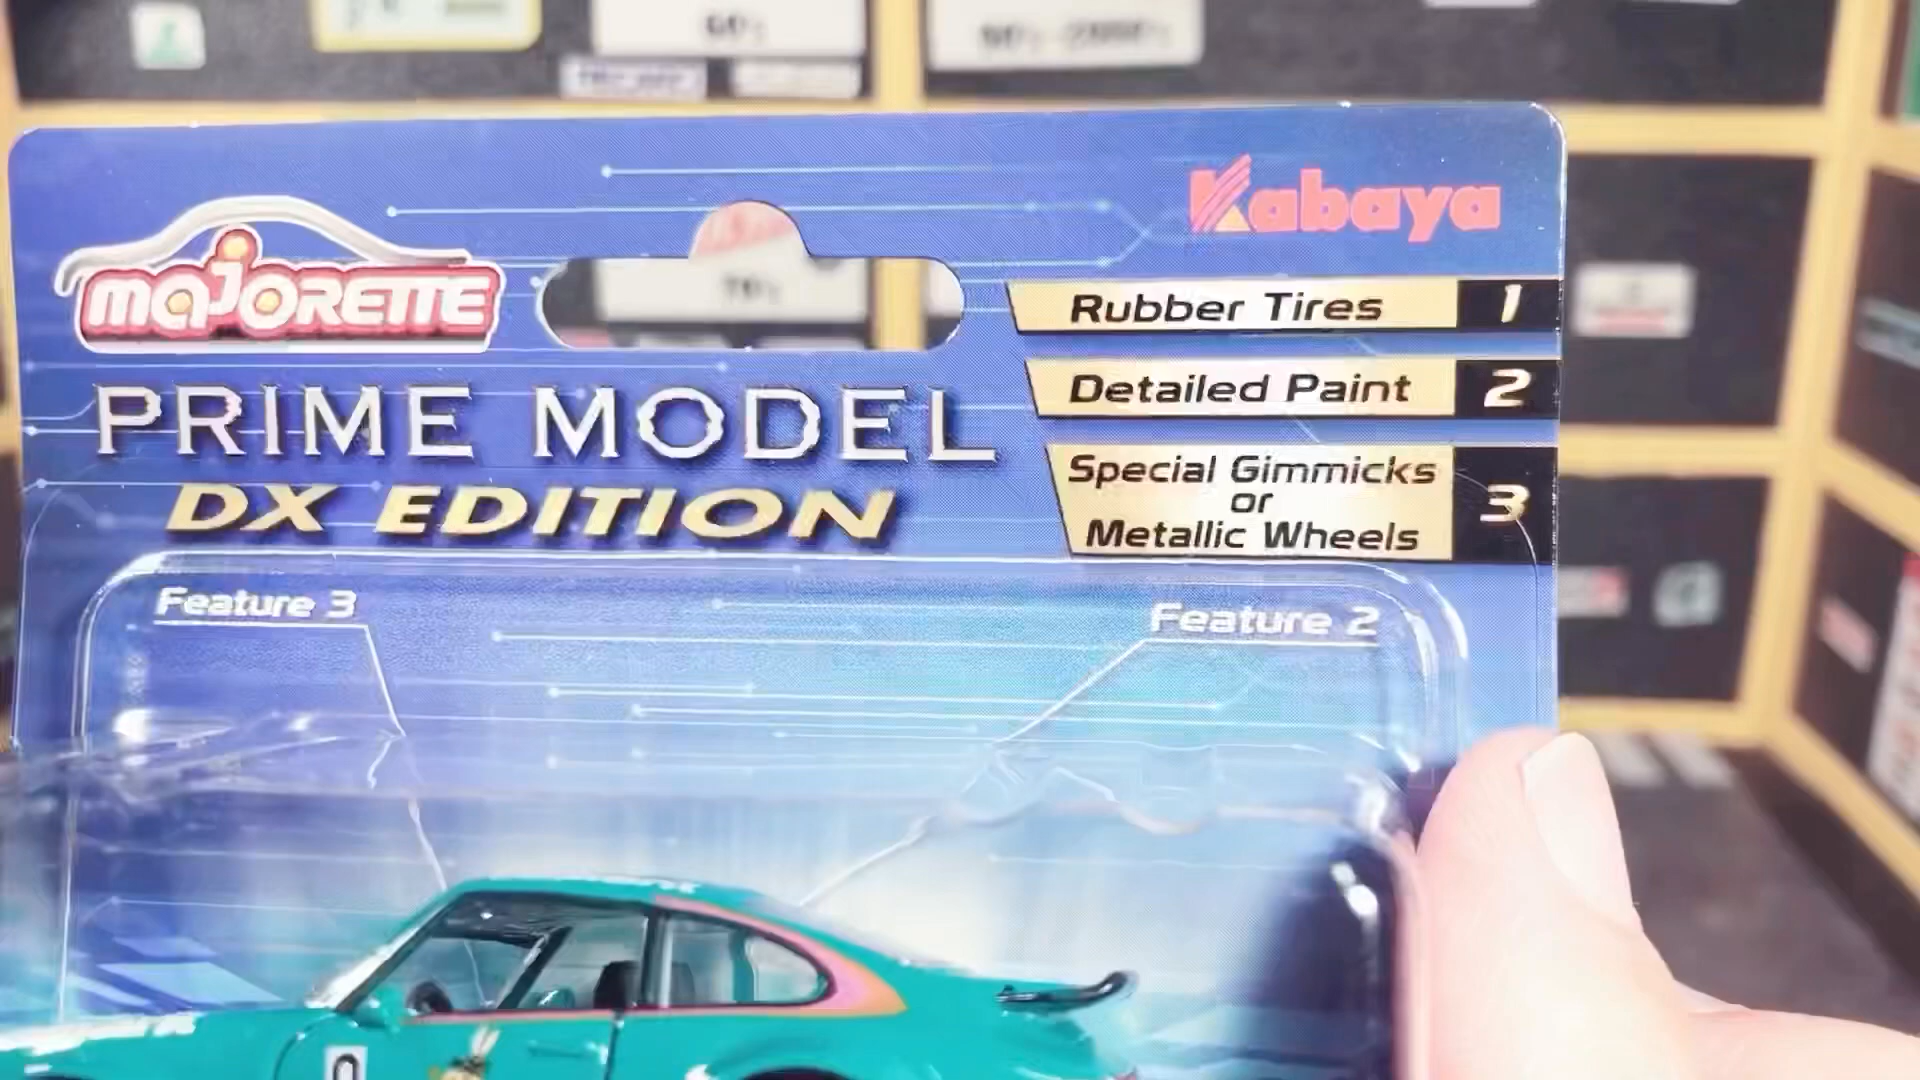 Kabaya
MAJORETTE
PRIME MODEL
DX EDITION
Rubber Tires 1
Detailed Paint 2
Special Gimmicks
or
Metallic Wheels
3
Feature 3
Feature 2
0